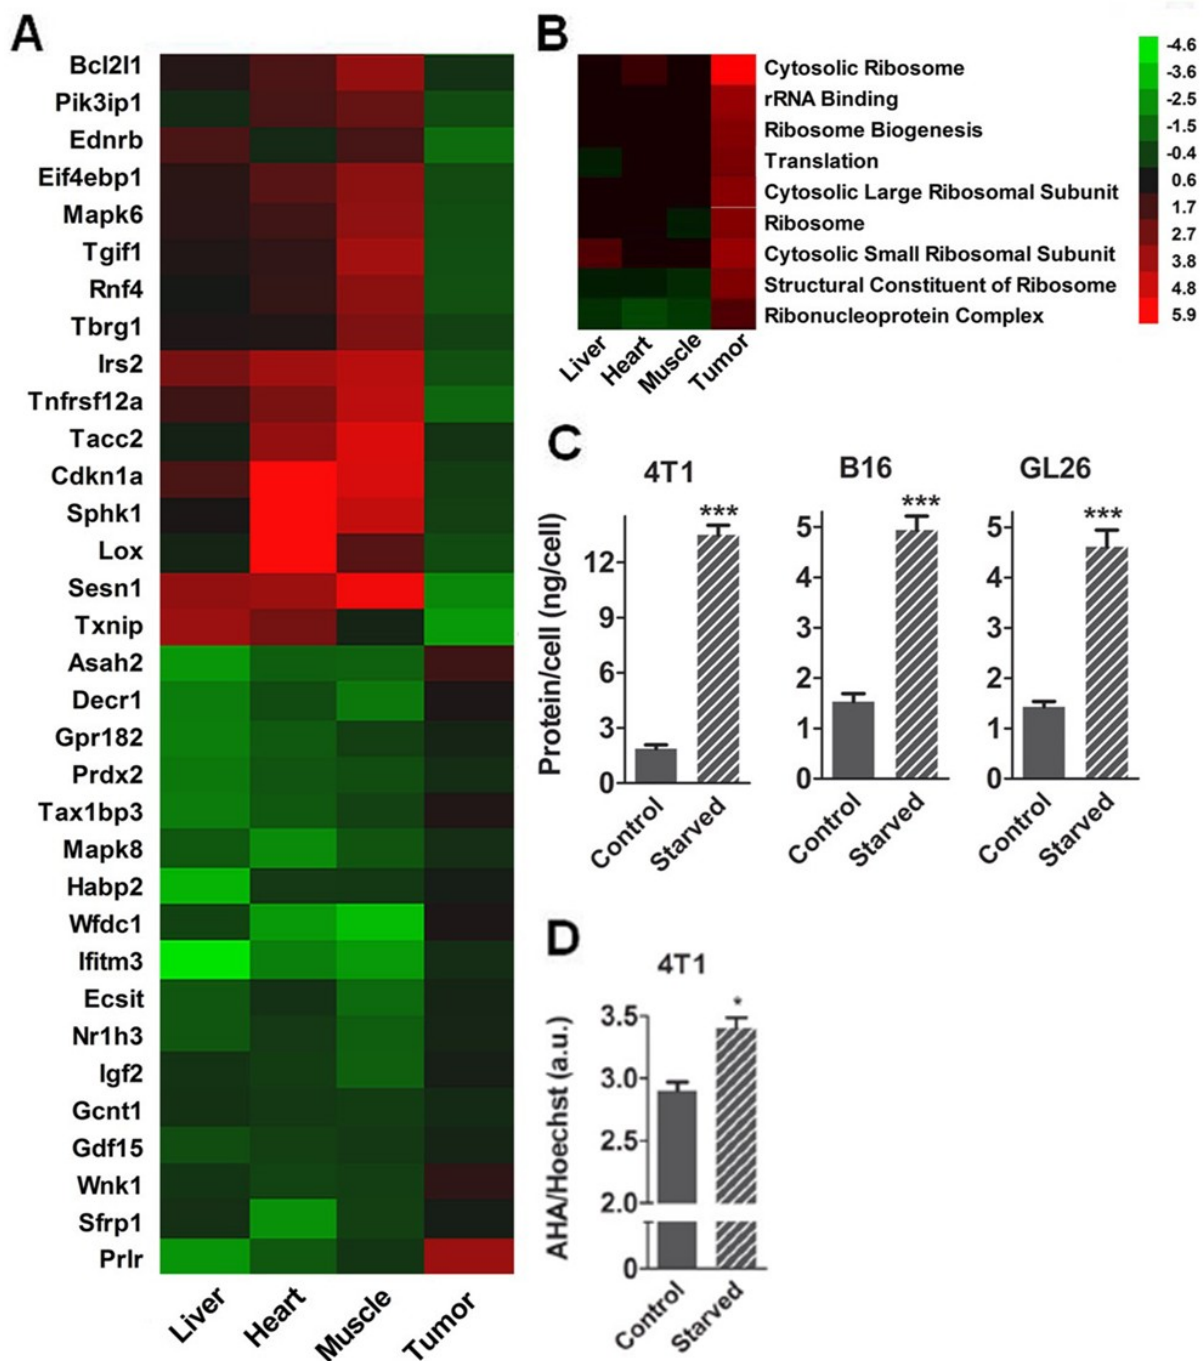 A
Bcl2l1
Pik3ip1
Ednrb
Eif4ebp1
Mapk6
Tgif1
Rnf4
Tbrg1
Irs2
Tnfrsf12a
Tacc2
Cdkn1a
Sphk1
Lox
Sesn1
Txnip
Asah2
Decr1
Gpr182
Prdx2
Tax1bp3
Mapk8
Habp2
Wfdc1
Ifitm3
Ecsit
Nr1h3
Igf2
Gcnt1
Gdf15
Wnk1
Sfrp1
Prlr
Liver
Heart
Muscle
Tumor
B
Cytosolic Ribosome
rRNA Binding
Ribosome Biogenesis
Translation
Cytosolic Large Ribosomal Subunit
Ribosome
Cytosolic Small Ribosomal Subunit
Structural Constituent of Ribosome
Ribonucleoprotein Complex
Liver
Heart
Muscle
Tumor
-4.6
-3.6
-2.5
-1.5
-0.4
0.6
1.7
2.7
3.8
4.8
5.9
C
4T1
Protein/cell (ng/cell)
12
9
6
3
0
***
Control
Starved
B16
5
4
3
2
1
0
***
Control
Starved
GL26
5
4
3
2
1
0
***
Control
Starved
D
4T1
AHA/Hoechst (a.u.)
3.5
3.0
2.5
2.0
0
*
Control
Starved